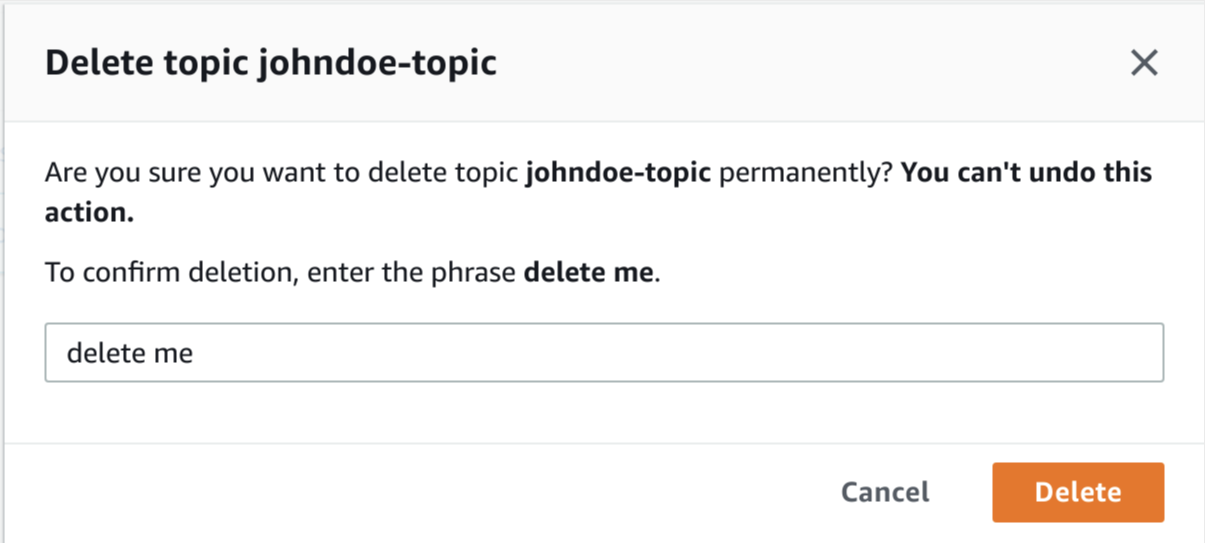 Delete topic johndoe-topic
Are you sure you want to delete topic johndoe-topic permanently? You can't undo this
action.
To confirm deletion, enter the phrase delete me.
delete me
Cancel
Delete